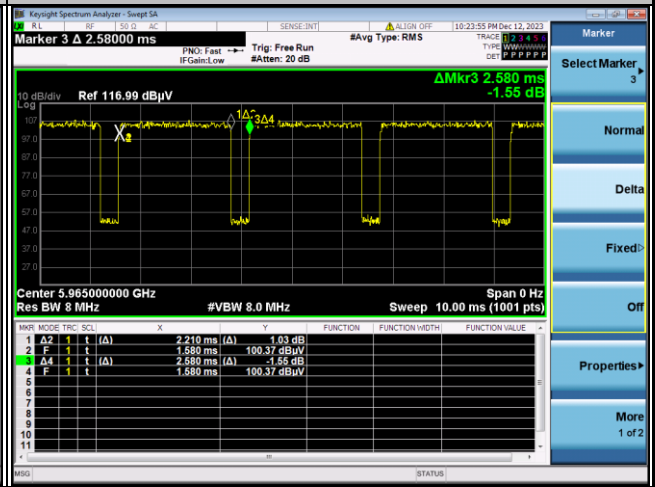 Keysight Spectrum Analyzer - Swept SA
RL RF 50 Ω AC SENSE:INT ALIGN OFF 10:23:55 PM Dec 12, 2023
Marker 3 Δ 2.58000 ms
PNO: Fast
IFGain:Low
Trig: Free Run
#Atten: 20 dB
#Avg Type: RMS
TRACE 1 2 3 4 5 6
TYPE WWWWWW
DET P P P P P P
ΔMkr3 2.580 ms
-1.55 dB
10 dB/div Ref 116.99 dBµV
Log
107
97.0
87.0
77.0
67.0
57.0
47.0
37.0
27.0
2
3Δ4
Center 5.965000000 GHz Span 0 Hz
Res BW 8 MHz #VBW 8.0 MHz Sweep 10.00 ms (1001 pts)
MKR MODE TRC SCL X Y FUNCTION FUNCTION WIDTH FUNCTION VALUE
1 Δ2 1 t (Δ) 2.210 ms (Δ) 1.03 dB
2 F 1 t 1.580 ms 100.37 dBµV
3 Δ4 1 t (Δ) 2.580 ms (Δ) -1.55 dB
4 F 1 t 1.580 ms 100.37 dBµV
5
6
7
8
9
10
11
MSG STATUS
Marker
Select Marker
3
Normal
Delta
Fixed
Off
Properties
More
1 of 2